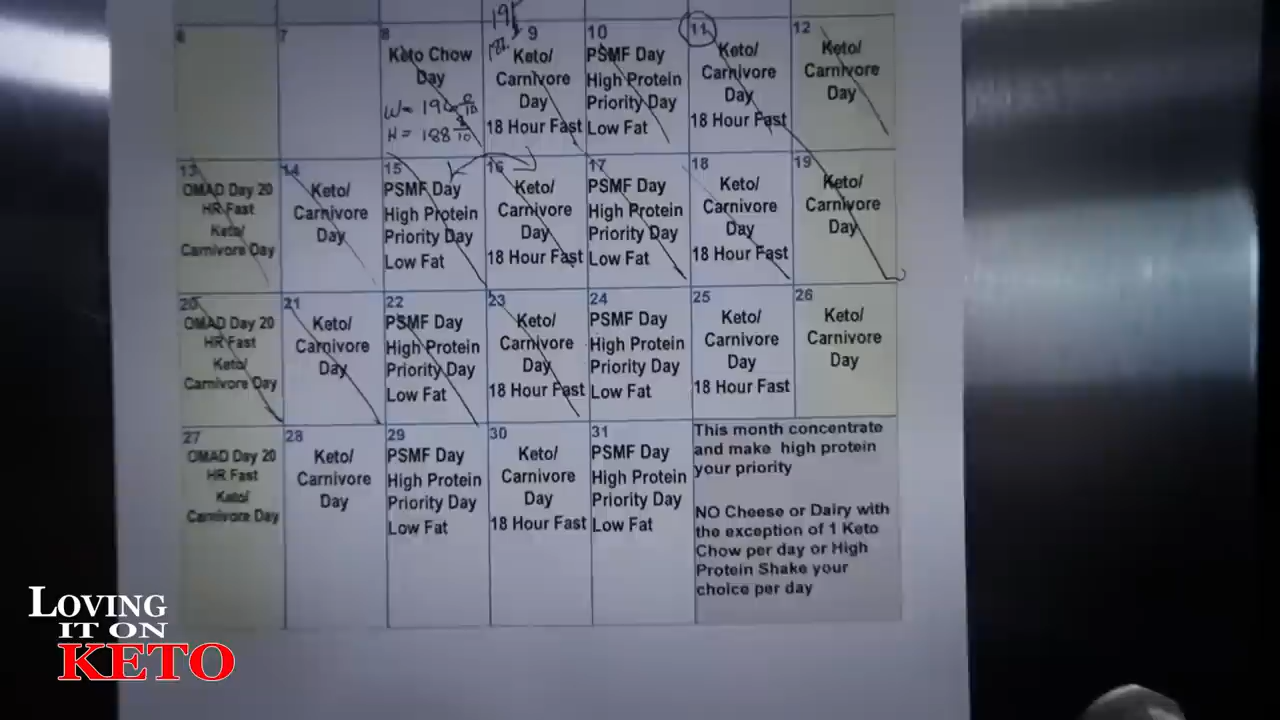 6
7
8
Keto Chow
Day
W= 196
H= 188 8/10
9
Keto/
Carnivore
Day
18 Hour Fast
10
PSMF Day
High Protein
Priority Day
Low Fat
11
Keto/
Carnivore
Day
18 Hour Fast
12
Keto/
Carnivore
Day
13
OMAD Day 20
HR Fast
Keto/
Carnivore Day
14
Keto/
Carnivore
Day
15
PSMF Day
High Protein
Priority Day
Low Fat
16
Keto/
Carnivore
Day
18 Hour Fast
17
PSMF Day
High Protein
Priority Day
Low Fat
18
Keto/
Carnivore
Day
18 Hour Fast
19
Keto/
Carnivore
Day
20
OMAD Day 20
HR Fast
Keto/
Carnivore Day
21
Keto/
Carnivore
Day
22
PSMF Day
High Protein
Priority Day
Low Fat
23
Keto/
Carnivore
Day
18 Hour Fast
24
PSMF Day
High Protein
Priority Day
Low Fat
25
Keto/
Carnivore
Day
18 Hour Fast
26
Keto/
Carnivore
Day
27
OMAD Day 20
HR Fast
Keto/
Carnivore Day
28
Keto/
Carnivore
Day
29
PSMF Day
High Protein
Priority Day
Low Fat
30
Keto/
Carnivore
Day
18 Hour Fast
31
PSMF Day
High Protein
Priority Day
Low Fat
This month concentrate
and make high protein
your priority
NO Cheese or Dairy with
the exception of 1 Keto
Chow per day or High
Protein Shake your
choice per day
LOVING
IT ON
KETO